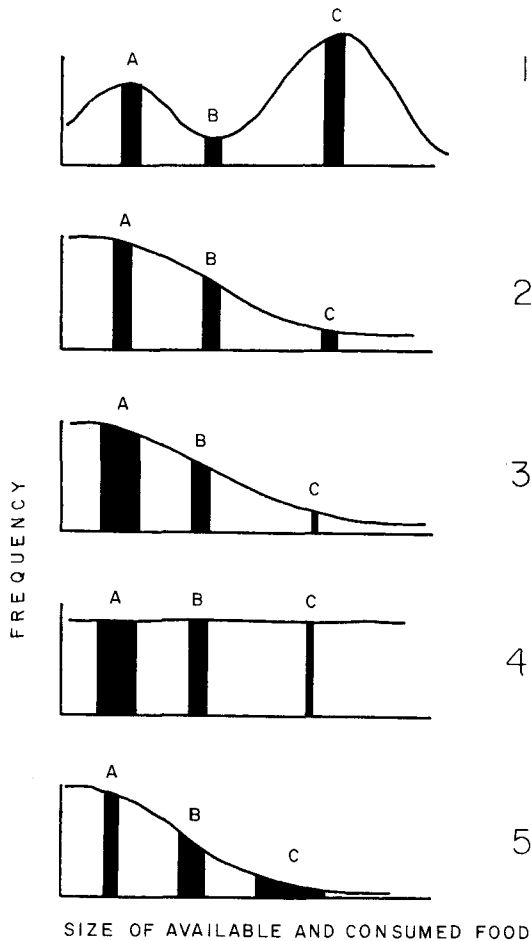 C
A
1
B
A
B
2
C
A
B
3
C
FREQUENCY
A B C
4
A
B
5
C
SIZE OF AVAILABLE AND CONSUMED FOOD